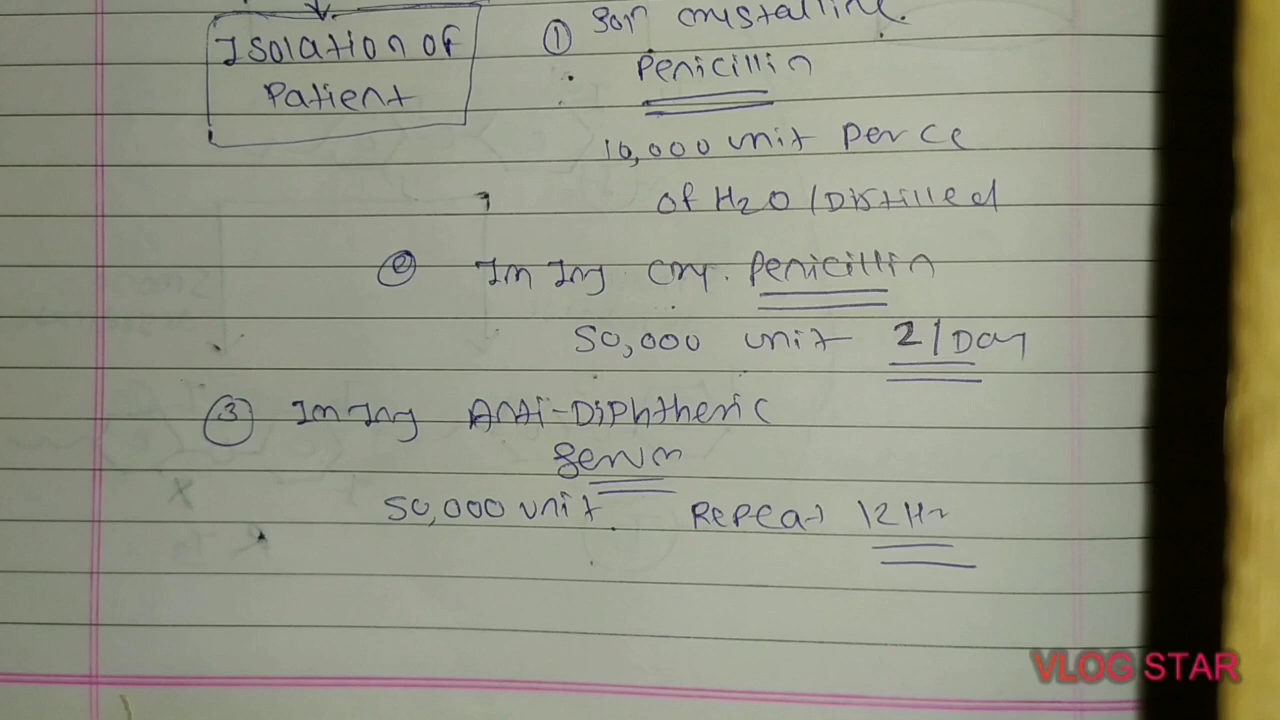 Isolation of
Patient
① Son crystalline.
Penicillin
10,000 unit Per CC
of H2O / Distilled
② Im Inj cry. Penicillin
50,000 unit 2/Day
③ Im Inj Anti-Diphtheric
Serum
50,000 unit. Repeat 12 Hr
VLOG STAR